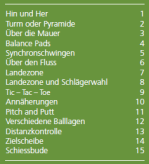 Hin und Her 1
Turm oder Pyramide 2
Über die Mauer 3
Balance Pads 4
Synchronschwingen 5
Über den Fluss 6
Landezone 7
Landezone und Schlägerwahl 8
Tic – Tac – Toe 9
Annäherungen 10
Pitch and Putt 11
Verschiedene Balllagen 12
Distanzkontrolle 13
Zielscheibe 14
Schiessbude 15